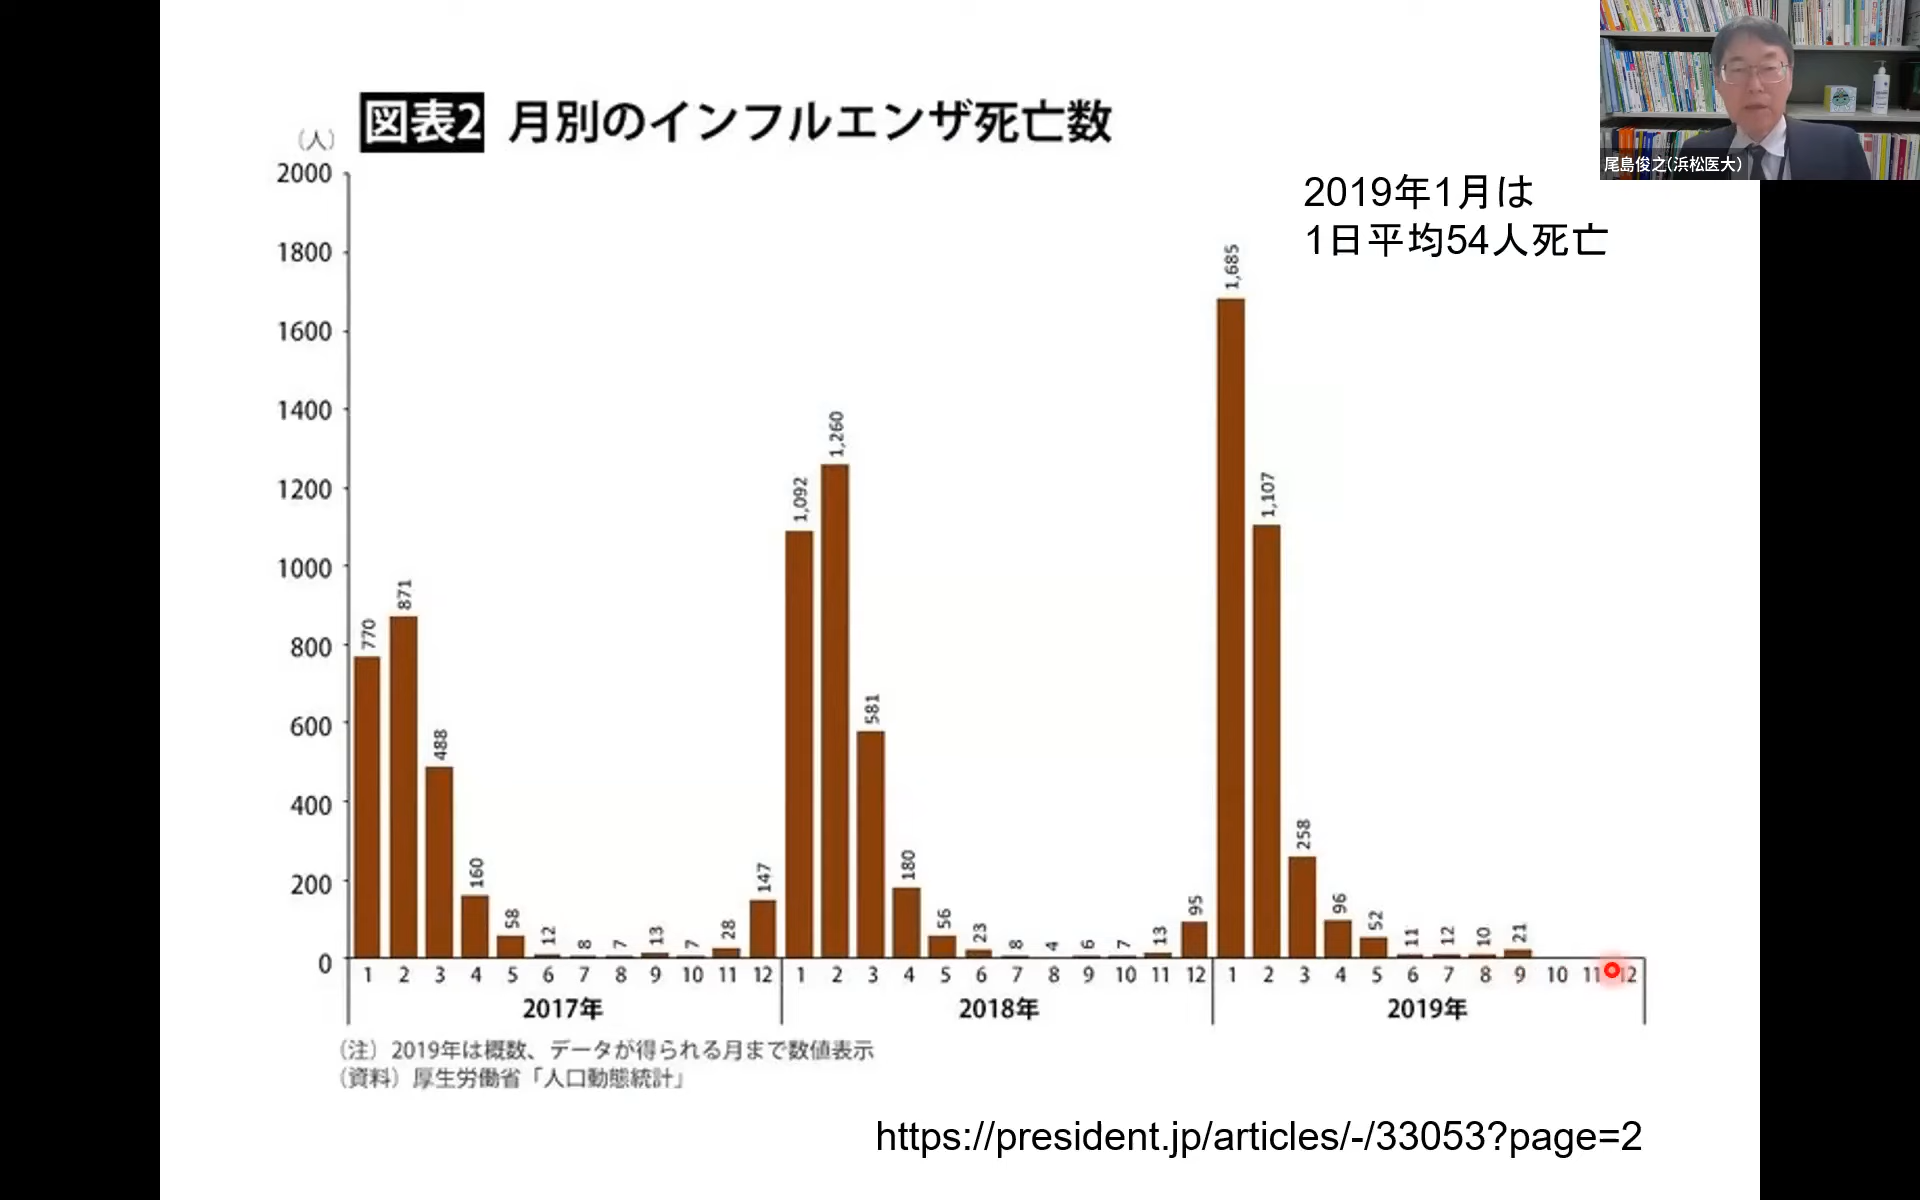 図表2 月別のインフルエンザ死亡数
（人）
尾島俊之(浜松医大)
2019年1月は
1日平均54人死亡
2000
1800
1600
1400
1200
1000
800
600
400
200
0
770 871 488 160 58 12 8 7 13 7 28 147
1,092 1,260 581 180 56 23 8 4 6 7 13 95
1,685 1,107 258 96 52 11 12 10 21
1 2 3 4 5 6 7 8 9 10 11 12 1 2 3 4 5 6 7 8 9 10 11 12 1 2 3 4 5 6 7 8 9 10 11 12
2017年 2018年 2019年
（注）2019年は概数、データが得られる月まで数値表示
（資料）厚生労働省「人口動態統計」
https://president.jp/articles/-/33053?page=2